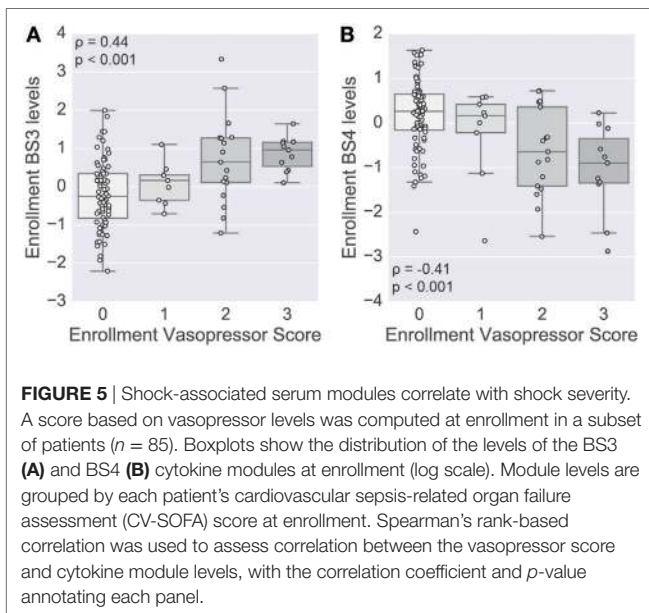 A
ρ = 0.44
p < 0.001
Enrollment BS3 levels
4
3
2
1
0
−1
−2
−3
0 1 2 3
Enrollment Vasopressor Score
B
Enrollment BS4 levels
2
1
0
−1
−2
−3
−4
ρ = -0.41
p < 0.001
0 1 2 3
Enrollment Vasopressor Score
FIGURE 5 | Shock-associated serum modules correlate with shock severity.
A score based on vasopressor levels was computed at enrollment in a subset
of patients (n = 85). Boxplots show the distribution of the levels of the BS3
(A) and BS4 (B) cytokine modules at enrollment (log scale). Module levels are
grouped by each patient’s cardiovascular sepsis-related organ failure
assessment (CV-SOFA) score at enrollment. Spearman’s rank-based
correlation was used to assess correlation between the vasopressor score
and cytokine module levels, with the correlation coefficient and p-value
annotating each panel.